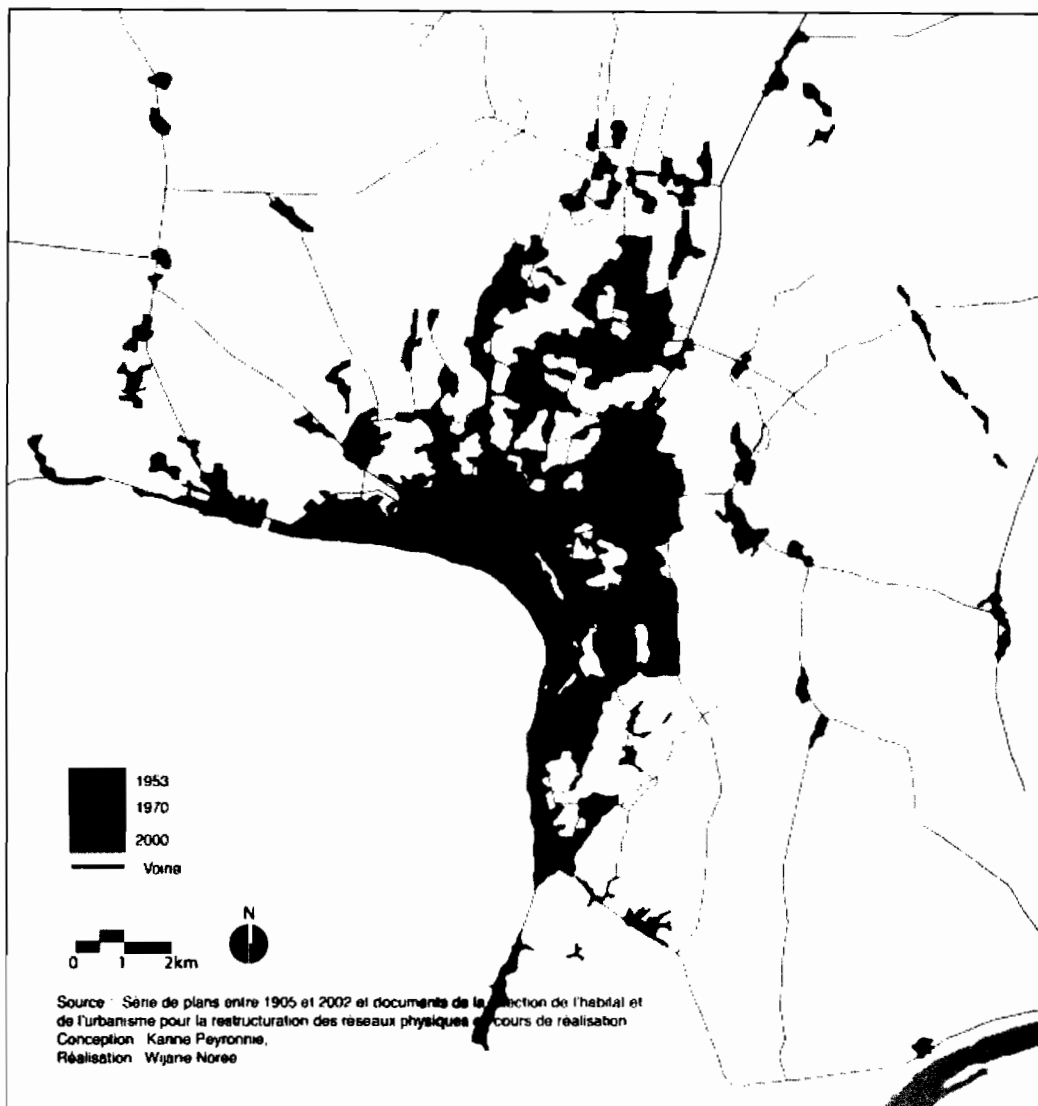 1953
1970
2000
Voirie
N
0 1 2km
Source : Série de plans entre 1905 et 2002 et documents de la ection de l'habitat et
de l'urbanisme pour la restructuration des réseaux physiques cours de réalisation
Conception Karine Peyronnie,
Réalisation Wijane Noree